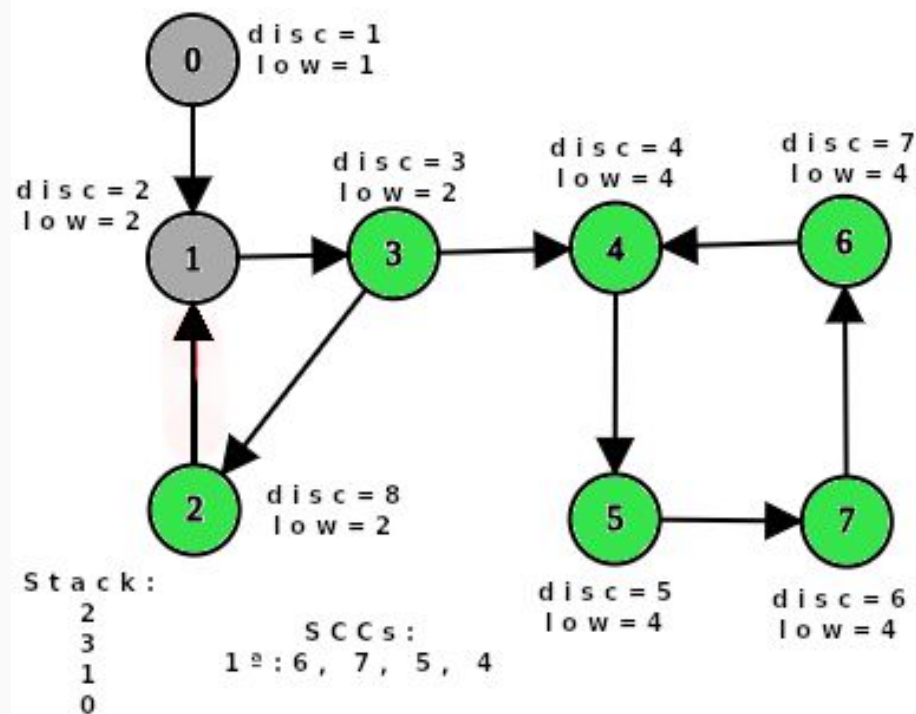 0
disc=1
low=1
disc=2
low=2
1
disc=3
low=2
3
disc=4
low=4
4
disc=7
low=4
6
2
disc=8
low=2
5
disc=5
low=4
7
disc=6
low=4
Stack:
2
3
1
0
SCCs:
1ª:6, 7, 5, 4